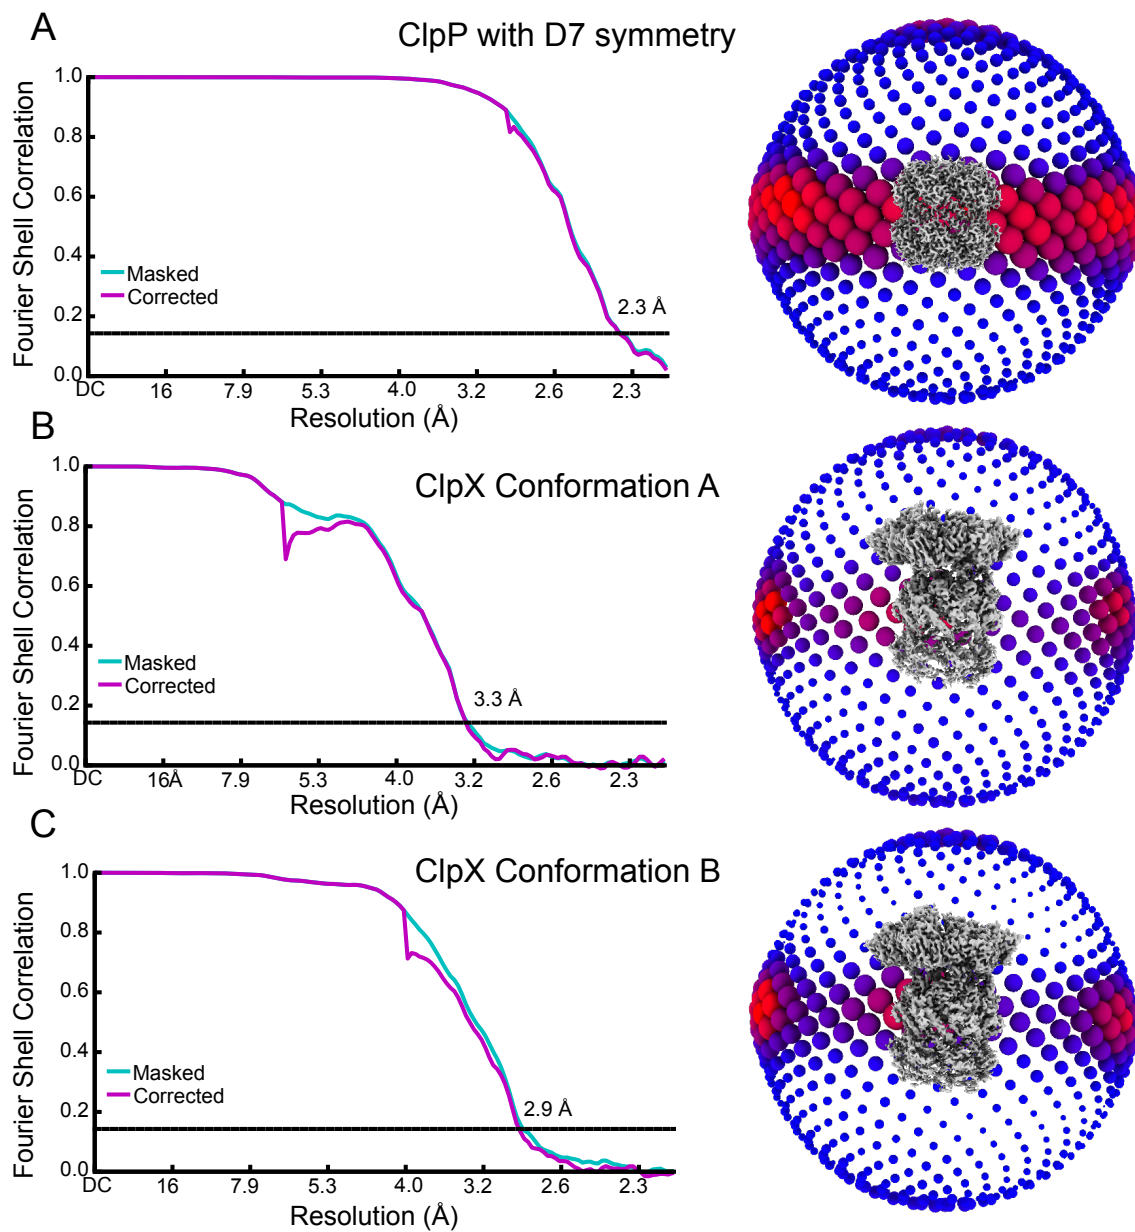 A
ClpP with D7 symmetry
Fourier Shell Correlation
1.0
0.8
0.6
0.4
0.2
0.0
Masked
Corrected
2.3 Å
DC 16 7.9 5.3 4.0 3.2 2.6 2.3
Resolution (Å)
B
ClpX Conformation A
Fourier Shell Correlation
1.0
0.8
0.6
0.4
0.2
0.0
Masked
Corrected
3.3 Å
DC 16Å 7.9 5.3 4.0 3.2 2.6 2.3
Resolution (Å)
C
ClpX Conformation B
Fourier Shell Correlation
1.0
0.8
0.6
0.4
0.2
0.0
Masked
Corrected
2.9 Å
DC 16 7.9 5.3 4.0 3.2 2.6 2.3
Resolution (Å)